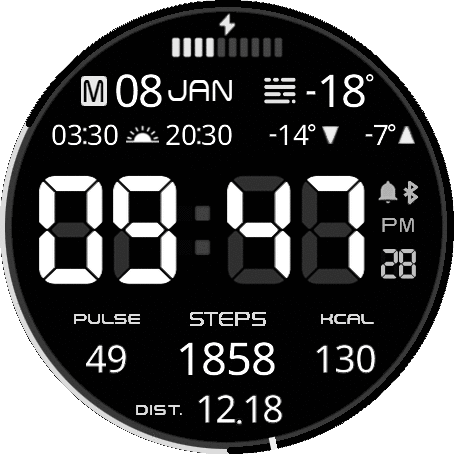 M 08 JAN -18°
03:30 20:30 -14° -7°
09:47
PM
28
PULSE STEPS KCAL
49 1858 130
DIST. 12.18